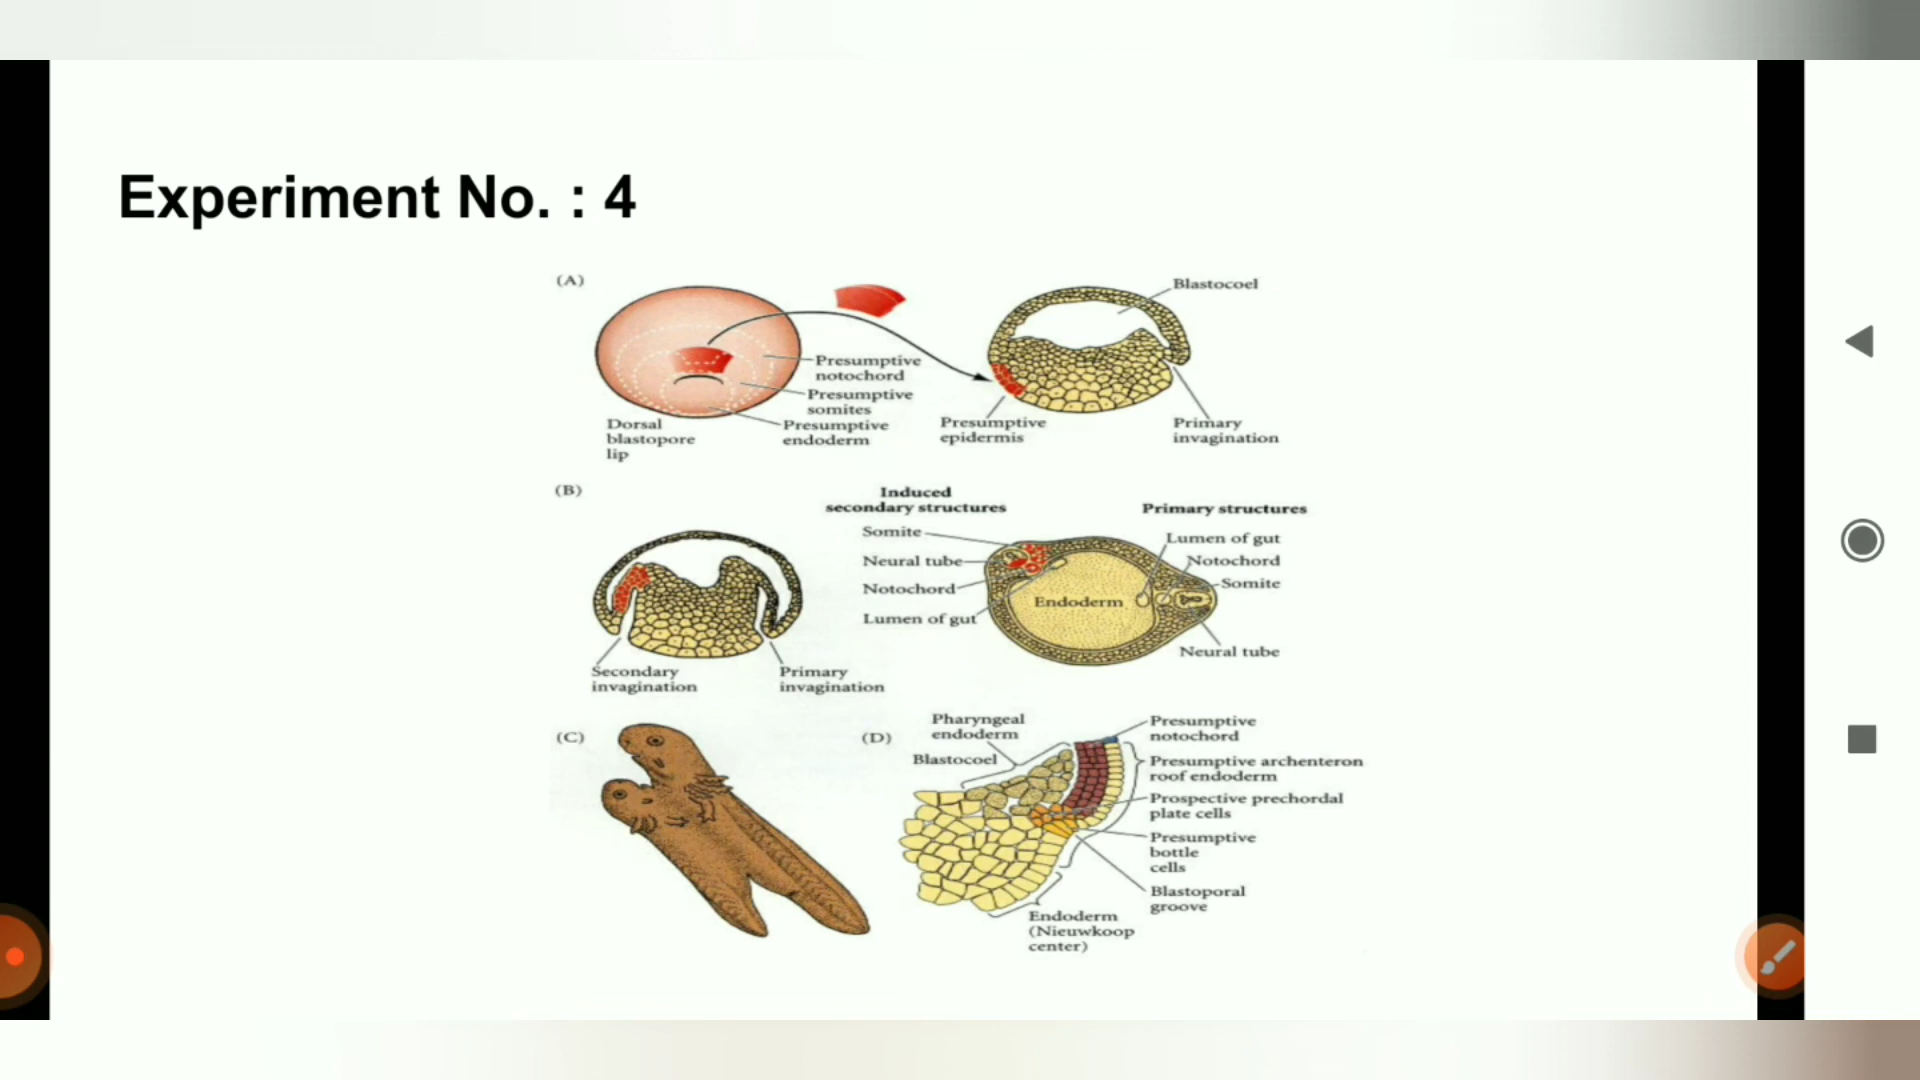 Experiment No. : 4
(A)
Blastocoel
Presumptive
notochord
Presumptive
somites
Presumptive
endoderm
Dorsal
blastopore
lip
Presumptive
epidermis
Primary
invagination
(B)
Induced
secondary structures
Primary structures
Somite
Neural tube
Notochord
Lumen of gut
Endoderm
Lumen of gut
Notochord
Somite
Neural tube
Secondary
invagination
Primary
invagination
(C)
(D)
Pharyngeal
endoderm
Blastocoel
Presumptive
notochord
Presumptive archenteron
roof endoderm
Prospective prechordal
plate cells
Presumptive
bottle
cells
Blastoporal
groove
Endoderm
(Nieuwkoop
center)